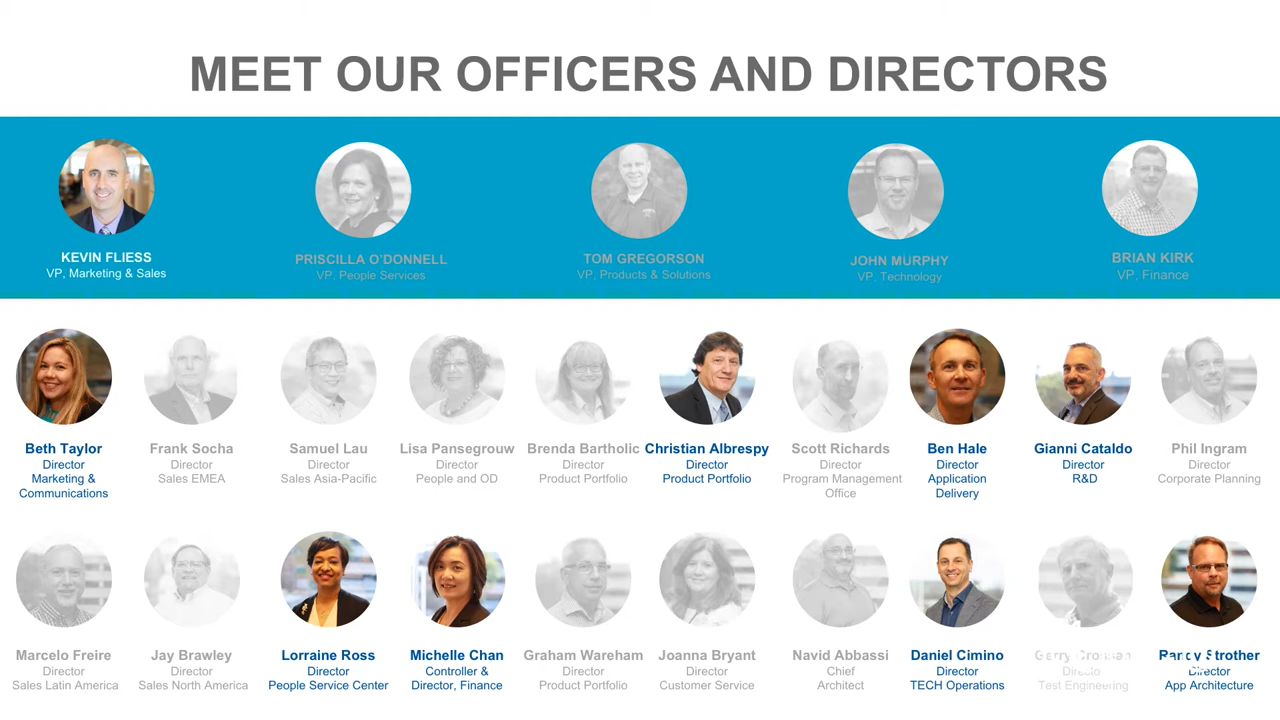 MEET OUR OFFICERS AND DIRECTORS
KEVIN FLIESS
VP, Marketing & Sales
PRISCILLA O'DONNELL
VP, People Services
TOM GREGORSON
VP, Products & Solutions
JOHN MURPHY
VP, Technology
BRIAN KIRK
VP, Finance
Beth Taylor
Director
Marketing &
Communications
Frank Socha
Director
Sales EMEA
Samuel Lau
Director
Sales Asia-Pacific
Lisa Pansegrouw
Director
People and OD
Brenda Bartholic
Director
Product Portfolio
Christian Albrespy
Director
Product Portfolio
Scott Richards
Director
Program Management
Office
Ben Hale
Director
Application
Delivery
Gianni Cataldo
Director
R&D
Phil Ingram
Director
Corporate Planning
Marcelo Freire
Director
Sales Latin America
Jay Brawley
Director
Sales North America
Lorraine Ross
Director
People Service Center
Michelle Chan
Controller &
Director, Finance
Graham Wareham
Director
Product Portfolio
Joanna Bryant
Director
Customer Service
Navid Abbassi
Chief
Architect
Daniel Cimino
Director
TECH Operations
Gerry
Director
Test Engineering
Randy Strother
Director
App Architecture